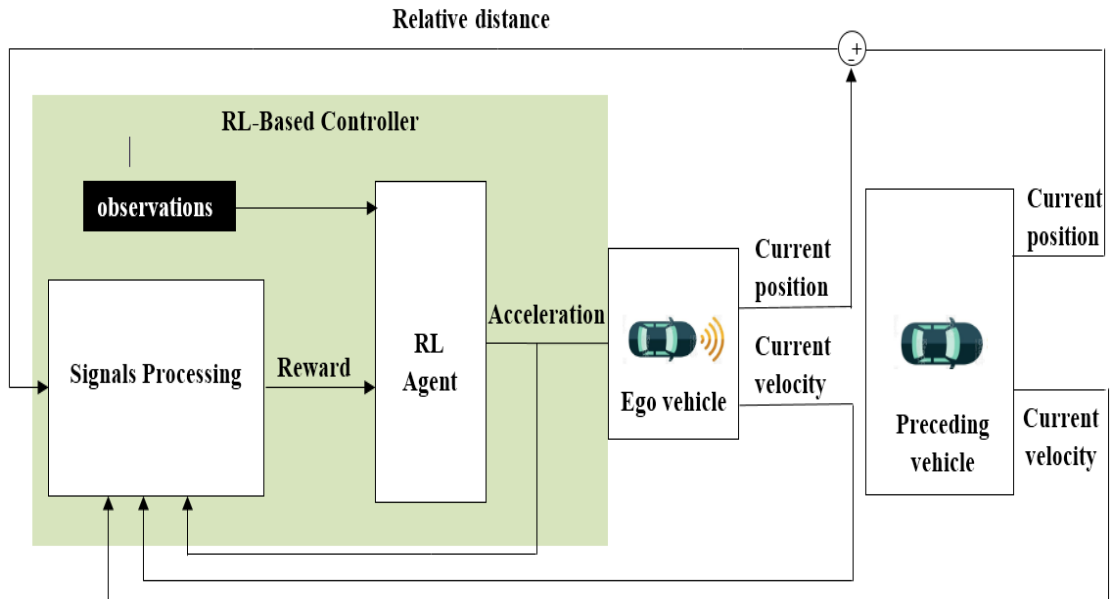 Relative distance
+
-
RL-Based Controller
observations
Signals Processing
Reward
RL
Agent
Acceleration
Ego vehicle
Current
position
Current
velocity
Preceding
vehicle
Current
position
Current
velocity